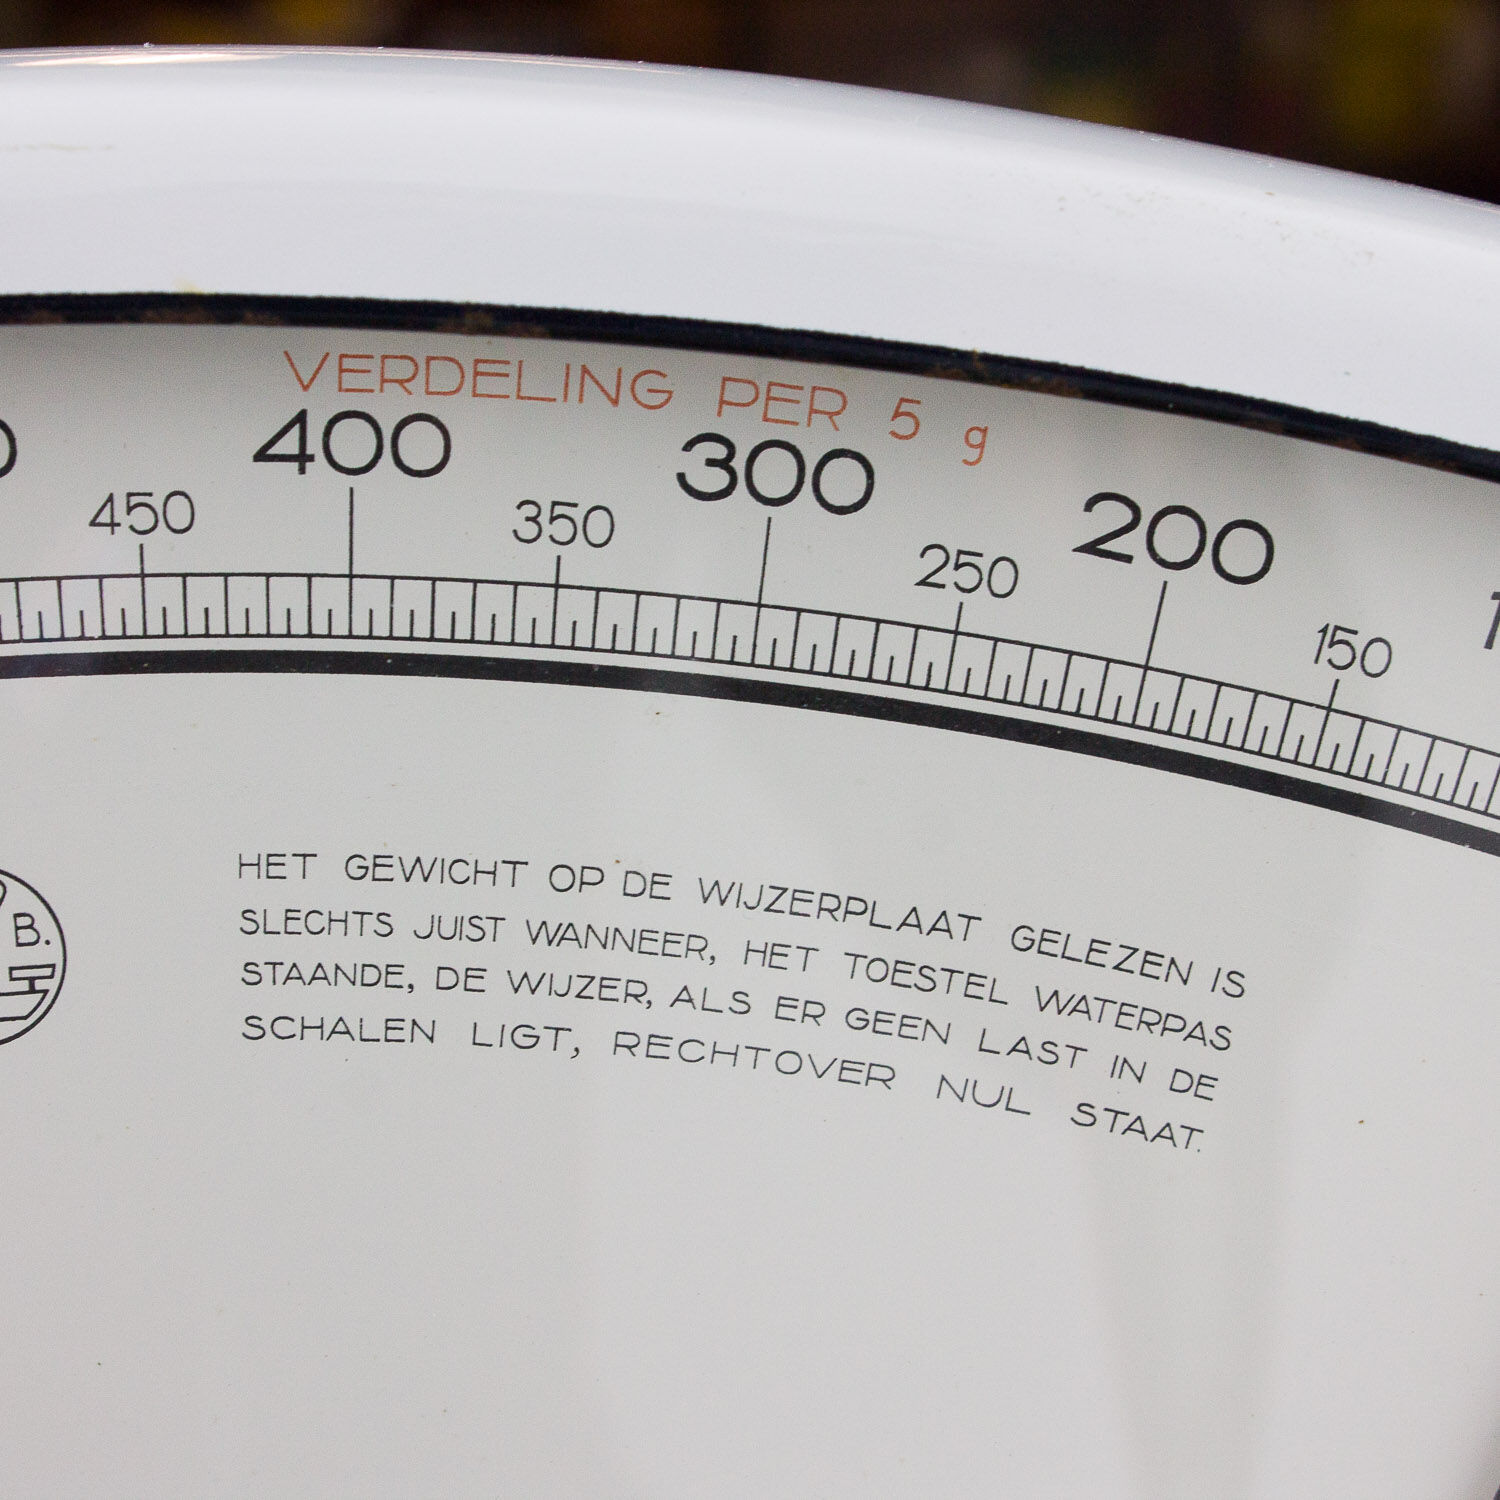 VERDELING PER 5 g
400 300 200
450 350 250 150
HET GEWICHT OP DE WIJZERPLAAT GELEZEN IS
SLECHTS JUIST WANNEER, HET TOESTEL WATERPAS
STAANDE, DE WIJZER, ALS ER GEEN LAST IN DE
SCHALEN LIGT, RECHTOVER NUL STAAT.
B.